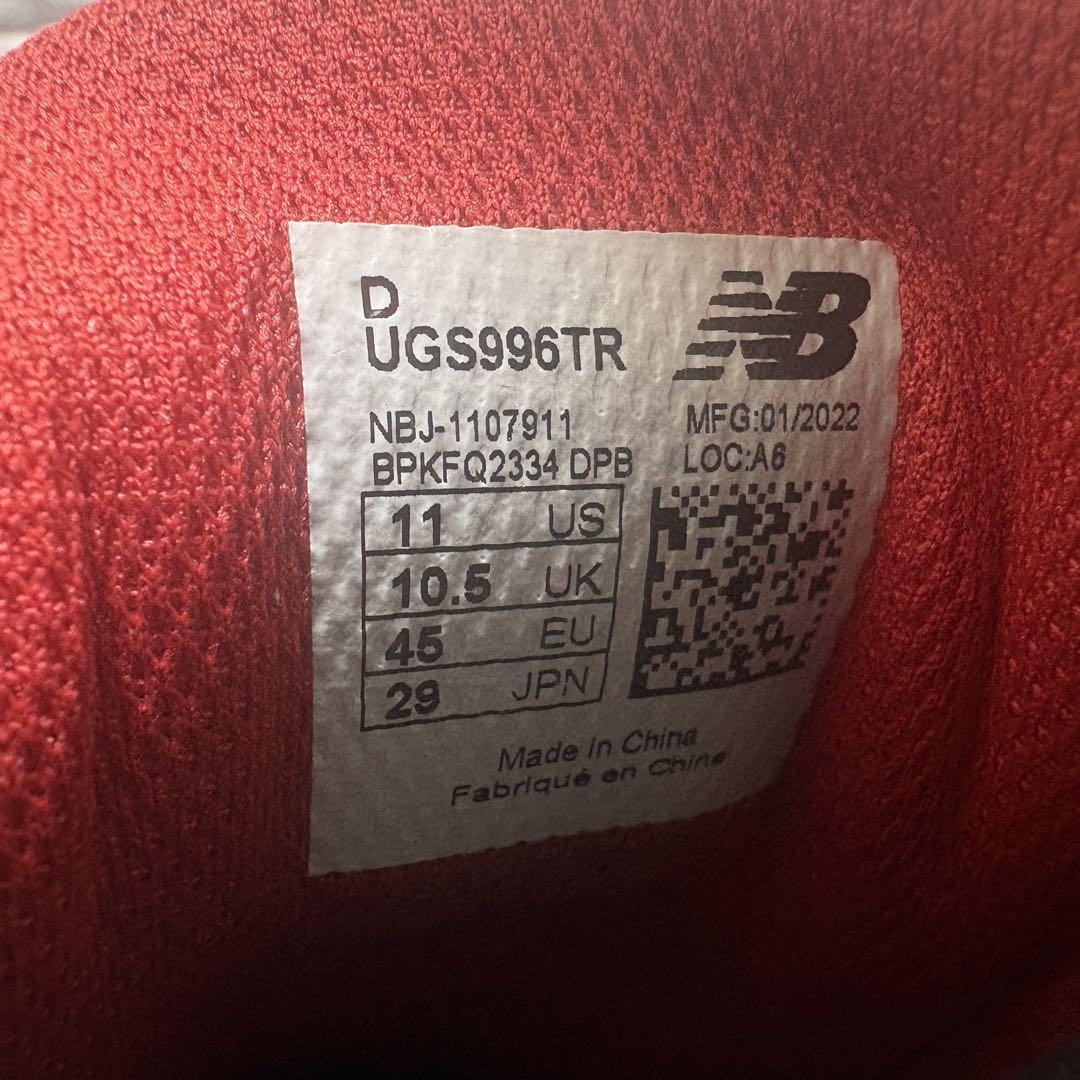 D
UGS996TR
NB
NBJ-1107911
MFG:01/2022
BPKFQ2334 DPB
LOC:A6
11 US
10.5 UK
45 EU
29 JPN
Made in China
Fabriqué en Chine